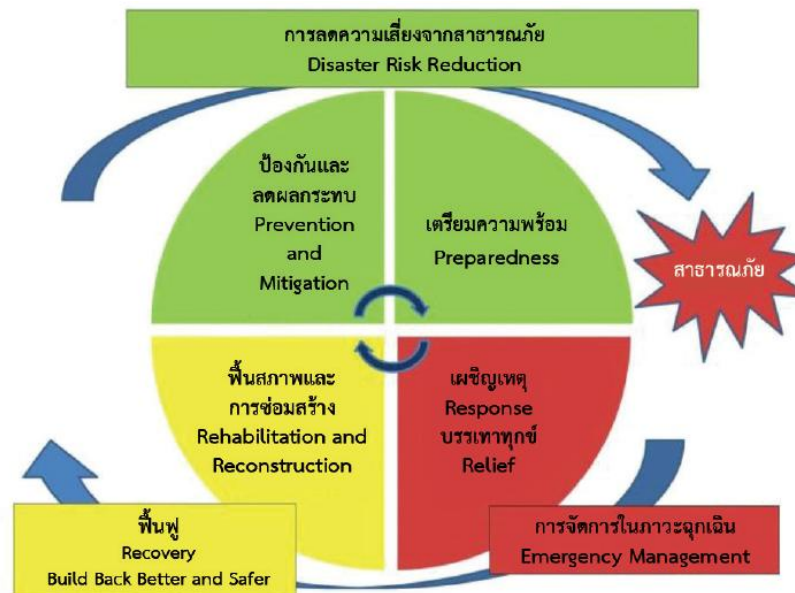 การลดความเสี่ยงจากสาธารณภัย
Disaster Risk Reduction
ป้องกันและ
ลดผลกระทบ
Prevention
and
Mitigation
เตรียมความพร้อม
Preparedness
สาธารณภัย
ฟื้นสภาพและ
การซ่อมสร้าง
Rehabilitation and
Reconstruction
เผชิญเหตุ
Response
บรรเทาทุกข์
Relief
ฟื้นฟู
Recovery
Build Back Better and Safer
การจัดการในภาวะฉุกเฉิน
Emergency Management